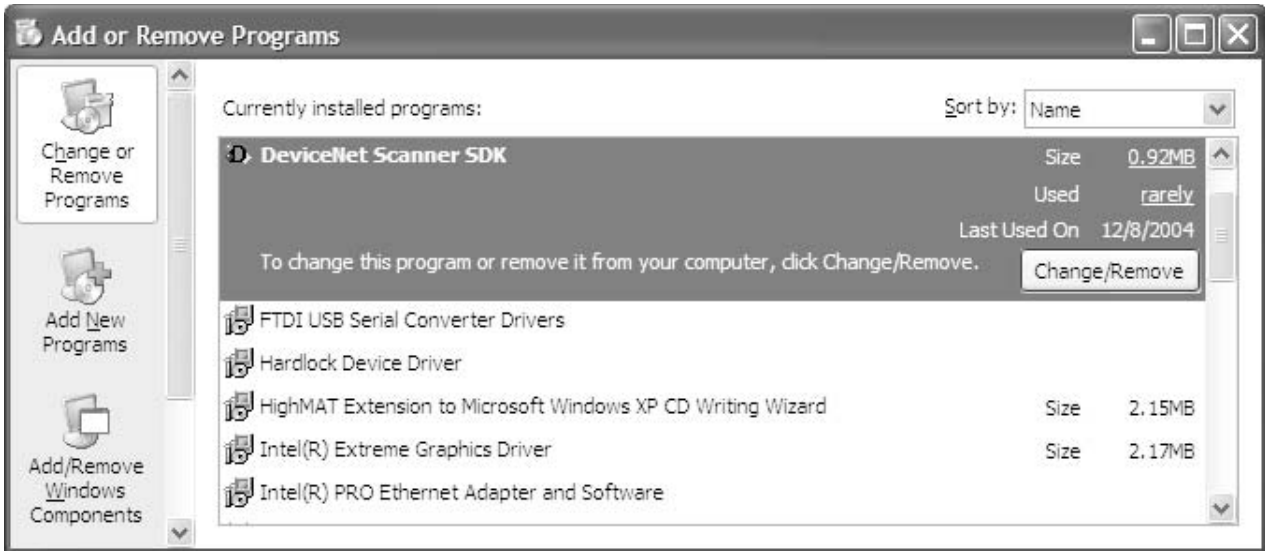 Add or Remove Programs
Change or
Remove
Programs
Add New
Programs
Add/Remove
Windows
Components
Currently installed programs:
Sort by: Name
DeviceNet Scanner SDK Size 0.92MB
Used rarely
Last Used On 12/8/2004
To change this program or remove it from your computer, click Change/Remove. Change/Remove
FTDI USB Serial Converter Drivers
Hardlock Device Driver
HighMAT Extension to Microsoft Windows XP CD Writing Wizard Size 2.15MB
Intel(R) Extreme Graphics Driver Size 2.17MB
Intel(R) PRO Ethernet Adapter and Software